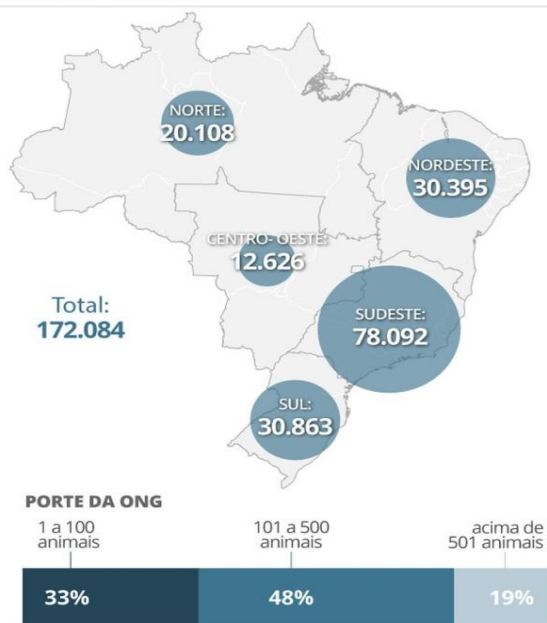 NORTE:
20.108
NORDESTE:
30.395
CENTRO- OESTE:
12.626
Total:
172.084
SUDESTE:
78.092
SUL:
30.863
PORTE DA ONG
1 a 100
animais
101 a 500
animais
acima de
501 animais
33%
48%
19%